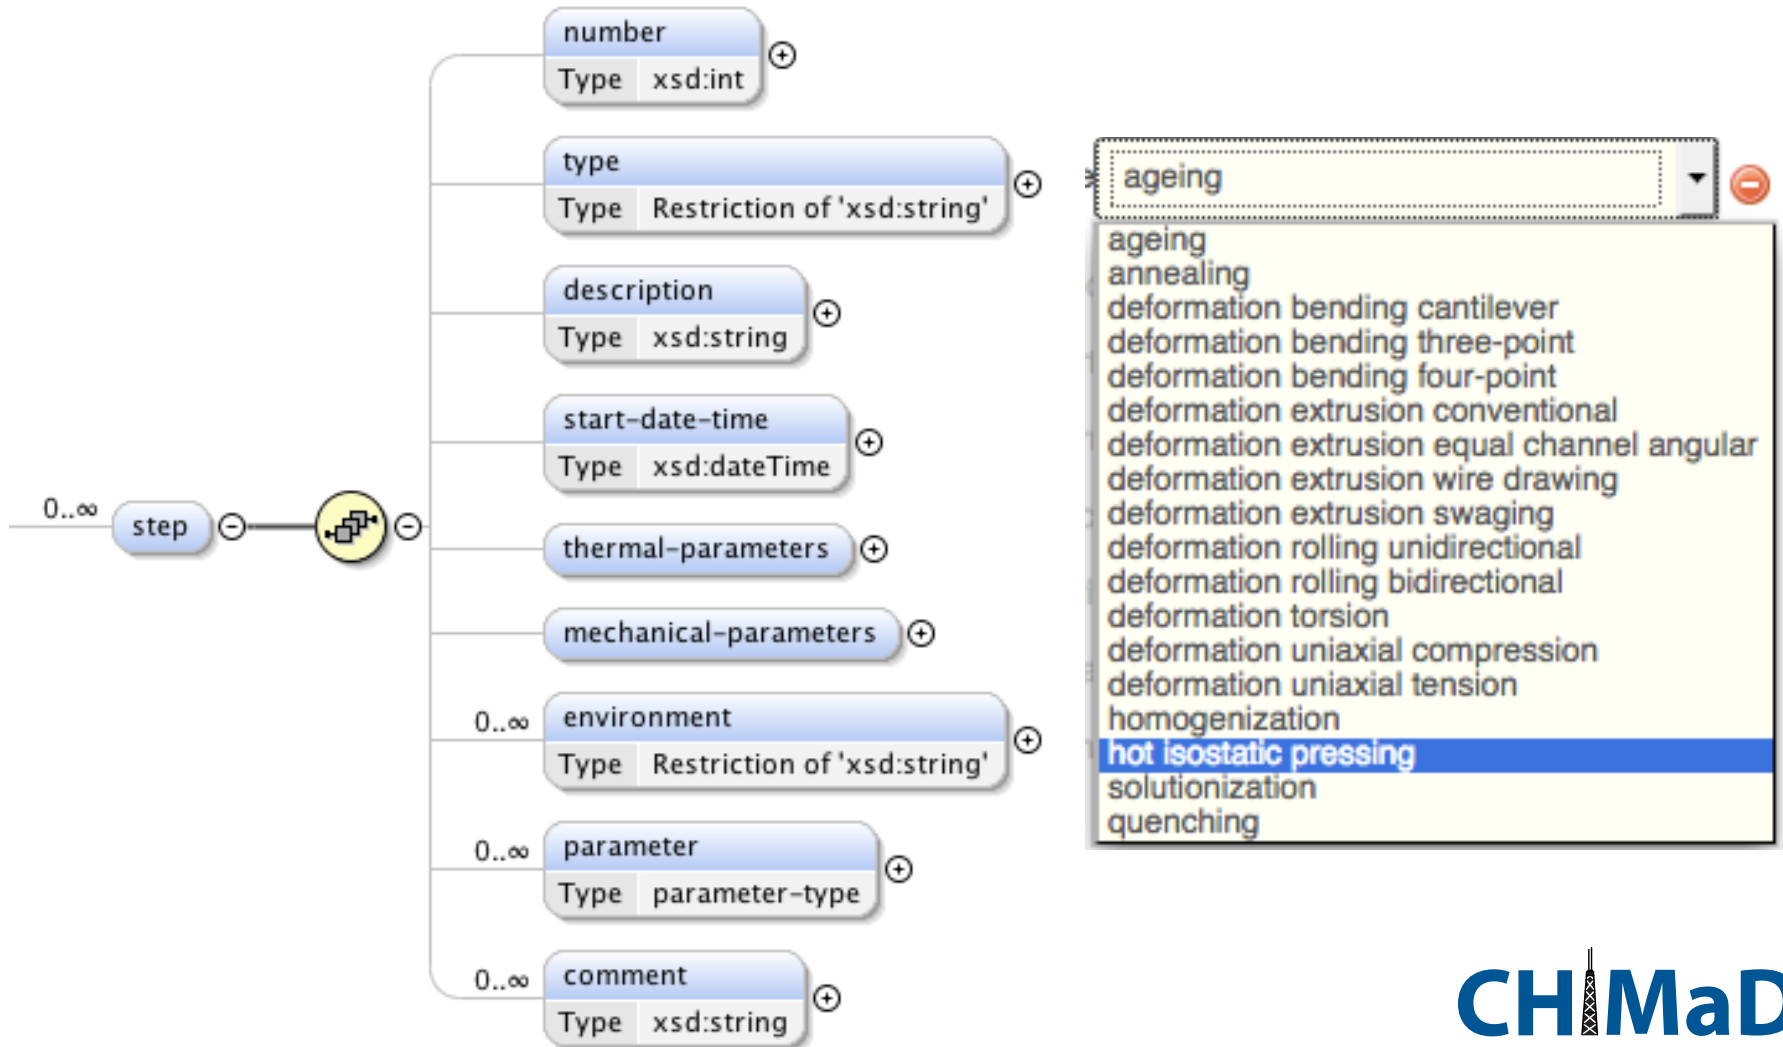 number
Type xsd:int
type
Type Restriction of 'xsd:string'
description
Type xsd:string
start-date-time
Type xsd:dateTime
0..∞ step
thermal-parameters
mechanical-parameters
0..∞ environment
Type Restriction of 'xsd:string'
0..∞ parameter
Type parameter-type
0..∞ comment
Type xsd:string
ageing
ageing
annealing
deformation bending cantilever
deformation bending three-point
deformation bending four-point
deformation extrusion conventional
deformation extrusion equal channel angular
deformation extrusion wire drawing
deformation extrusion swaging
deformation rolling unidirectional
deformation rolling bidirectional
deformation torsion
deformation uniaxial compression
deformation uniaxial tension
homogenization
hot isostatic pressing
solutionization
quenching
CHiMaD